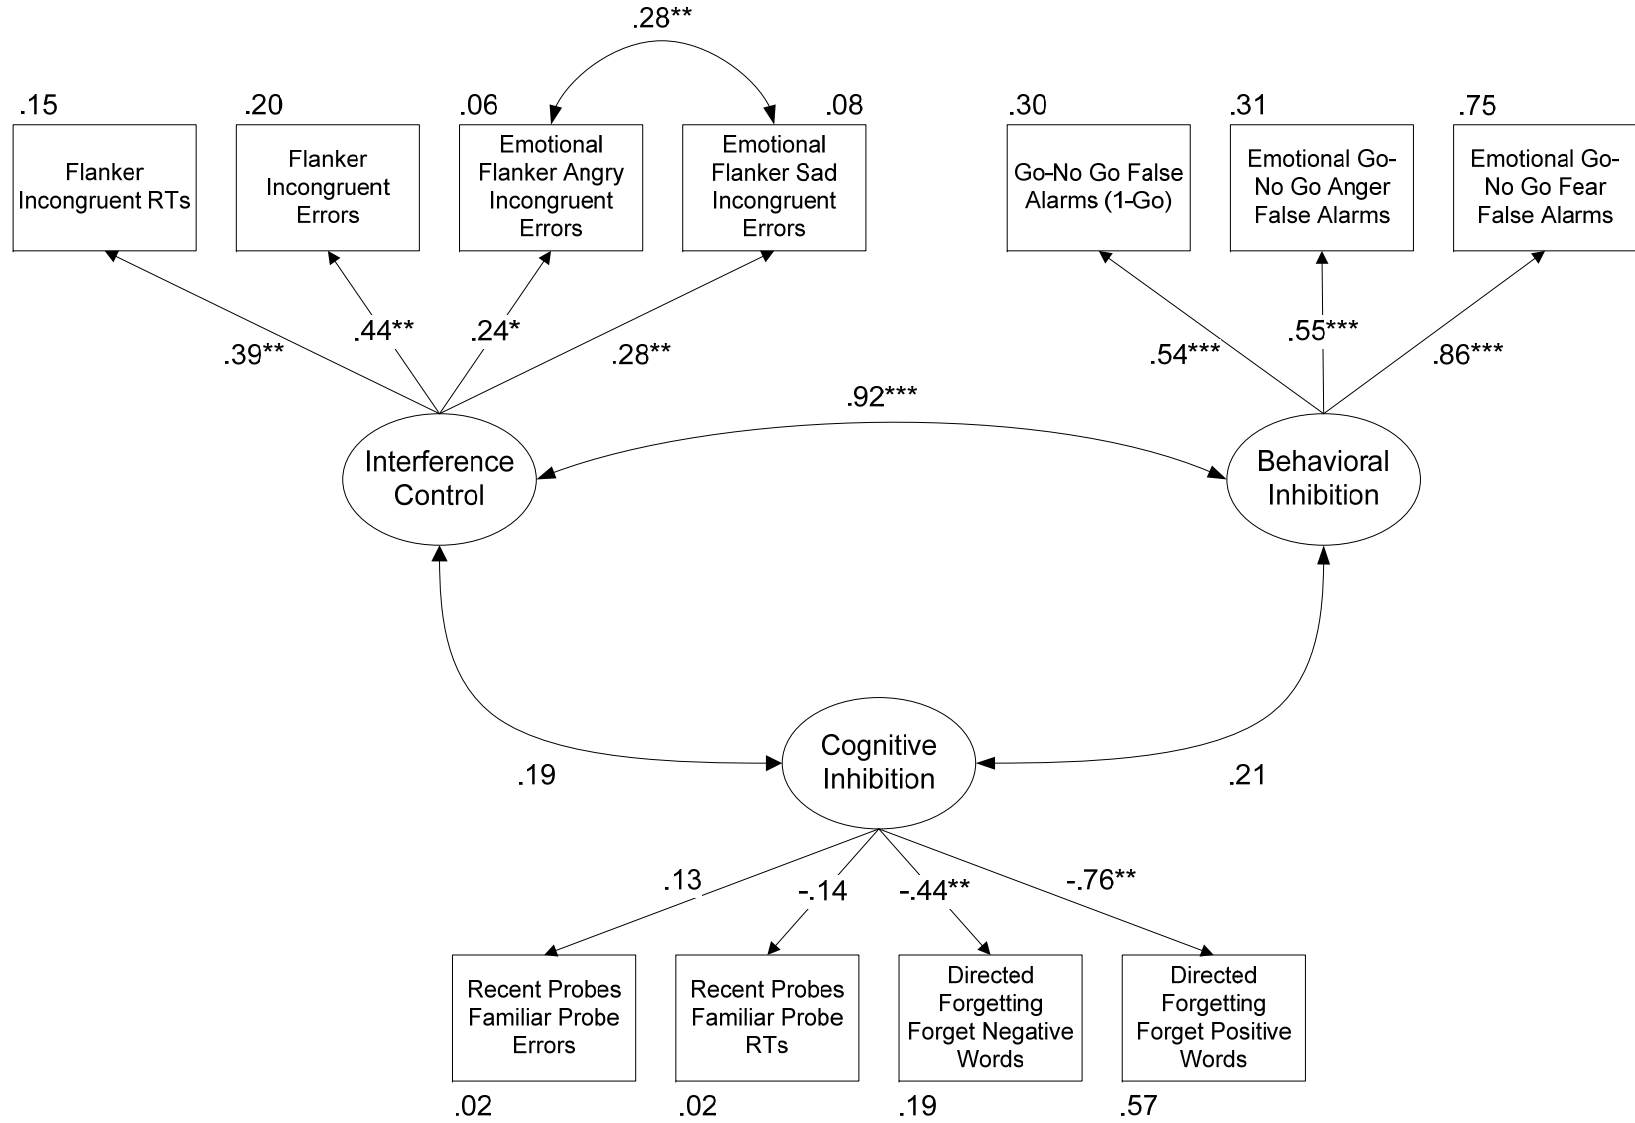 .28**
.15
.20
.06
.08
.30
.31
.75
Flanker
Incongruent RTs
Flanker
Incongruent
Errors
Emotional
Flanker Angry
Incongruent
Errors
Emotional
Flanker Sad
Incongruent
Errors
Go-No Go False
Alarms (1-Go)
Emotional Go-
No Go Anger
False Alarms
Emotional Go-
No Go Fear
False Alarms
.39**
.44**
.24*
.28**
.54***
.55***
.86***
.92***
Interference
Control
Behavioral
Inhibition
Cognitive
Inhibition
.19
.21
.13
-.14
-.44**
-.76**
Recent Probes
Familiar Probe
Errors
Recent Probes
Familiar Probe
RTs
Directed
Forgetting
Forget Negative
Words
Directed
Forgetting
Forget Positive
Words
.02
.02
.19
.57